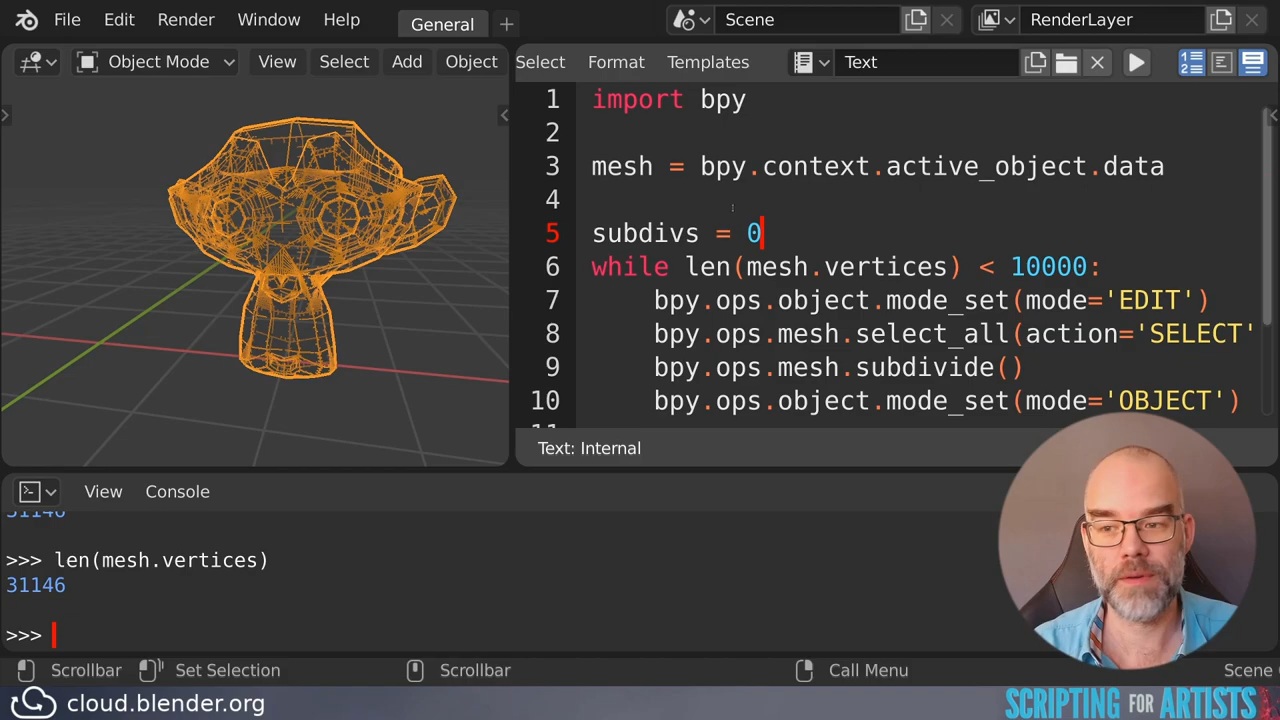 File Edit Render Window Help General + Scene RenderLayer
Object Mode View Select Add Object
Select Format Templates Text
1 import bpy
2
3 mesh = bpy.context.active_object.data
4
5 subdivs = 0
6 while len(mesh.vertices) < 10000:
7 bpy.ops.object.mode_set(mode='EDIT')
8 bpy.ops.mesh.select_all(action='SELECT'
9 bpy.ops.mesh.subdivide()
10 bpy.ops.object.mode_set(mode='OBJECT')
Text: Internal
View Console
31146
>>> len(mesh.vertices)
31146
>>>
Scrollbar Set Selection Scrollbar Call Menu Scene
cloud.blender.org
SCRIPTING FOR ARTISTS